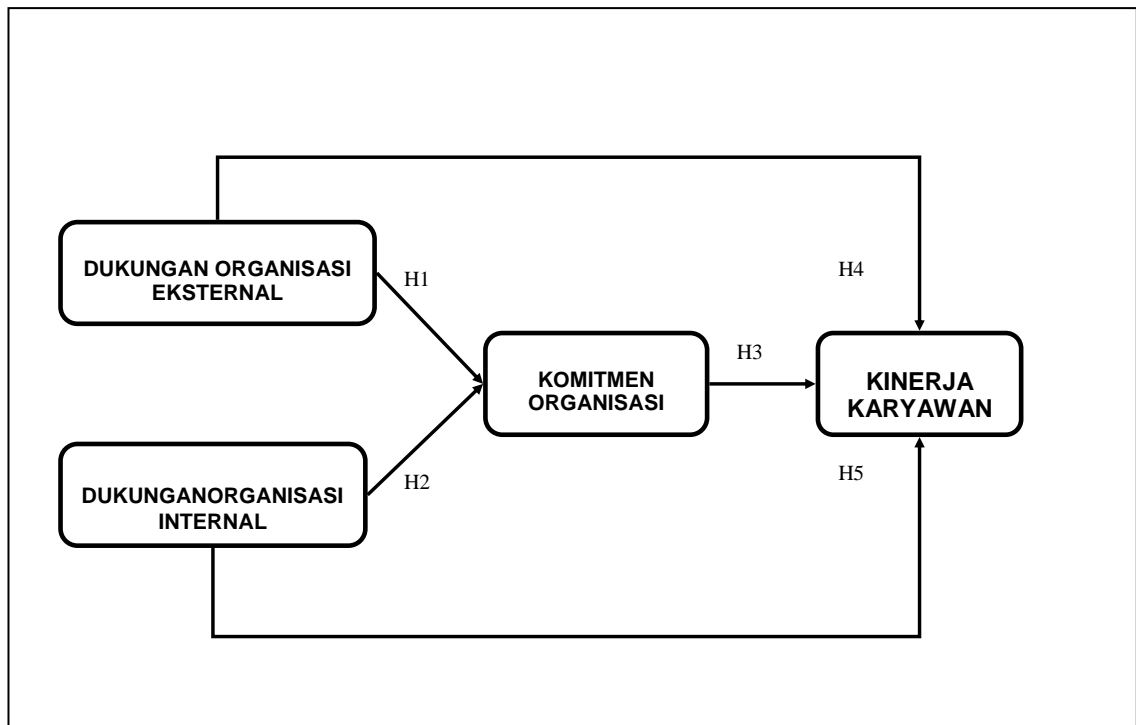 DUKUNGAN ORGANISASI
EKSTERNAL
H1
H4
H3
KOMITMEN
ORGANISASI
KINERJA
KARYAWAN
DUKUNGANORGANISASI
INTERNAL
H2
H5